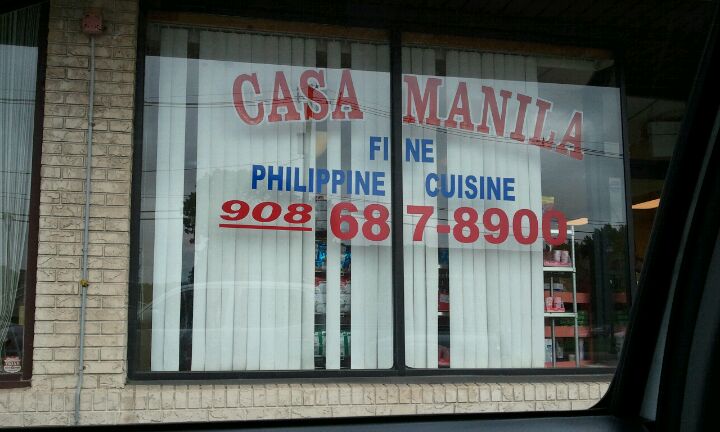 CASA MANILA
FINE
PHILIPPINE CUISINE
908 687-8900